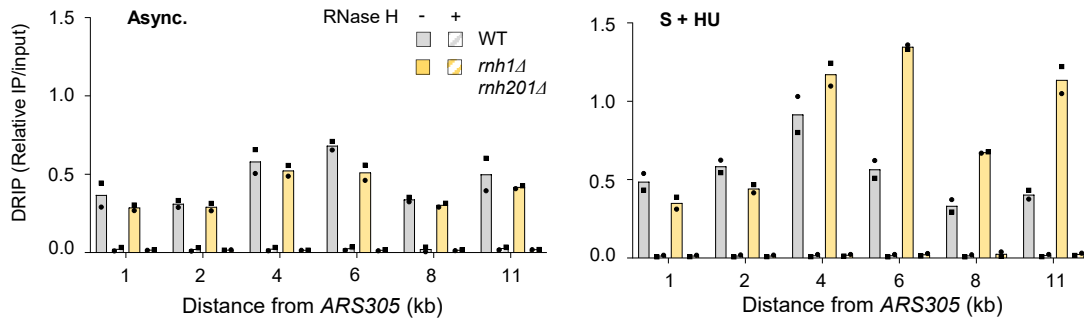 Async.
RNase H - +
WT
rnh1Δ
rnh201Δ
DRIP (Relative IP/input)
1.5
1.0
0.5
0.0
1 2 4 6 8 11
Distance from ARS305 (kb)
S + HU
1.5
1.0
0.5
0.0
1 2 4 6 8 11
Distance from ARS305 (kb)